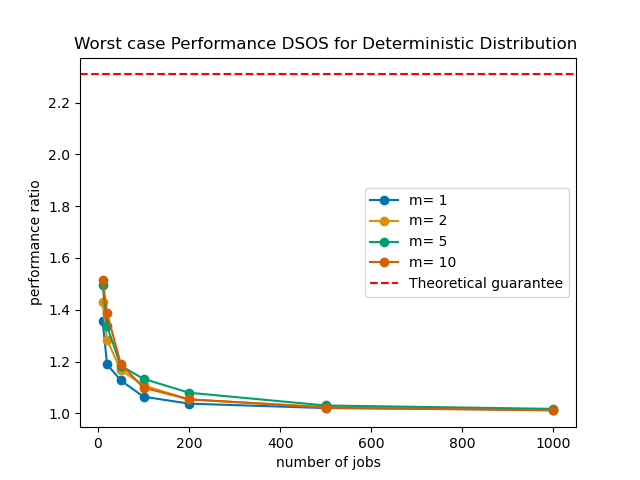 Worst case Performance DSOS for Deterministic Distribution
performance ratio
2.2
2.0
1.8
1.6
1.4
1.2
1.0
m= 1
m= 2
m= 5
m= 10
Theoretical guarantee
0 200 400 600 800 1000
number of jobs